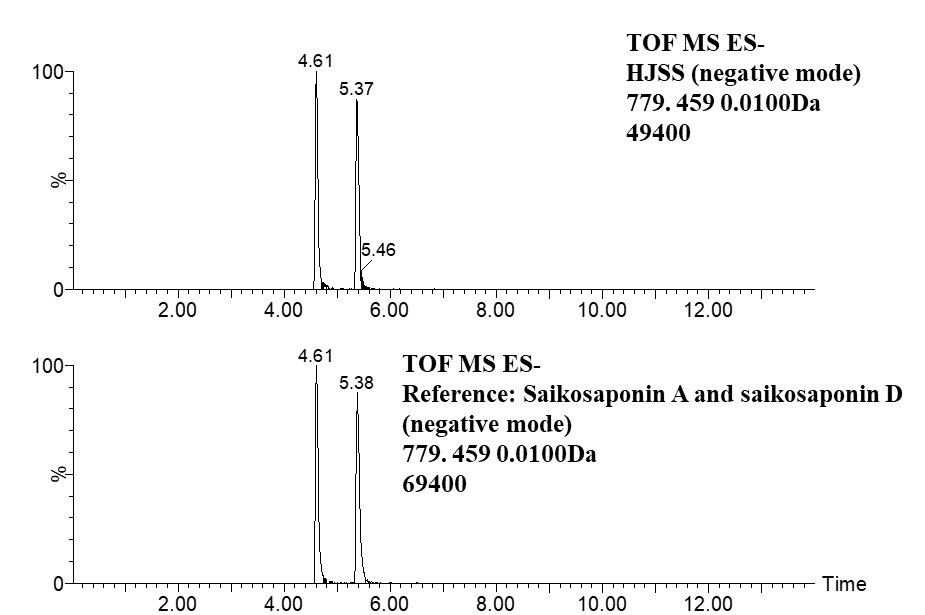 TOF MS ES-
HJSS (negative mode)
779. 459 0.0100Da
49400
4.61
5.37
5.46
100
%
0
2.00 4.00 6.00 8.00 10.00 12.00
TOF MS ES-
Reference: Saikosaponin A and saikosaponin D
(negative mode)
779. 459 0.0100Da
69400
4.61
5.38
100
%
0
Time
2.00 4.00 6.00 8.00 10.00 12.00